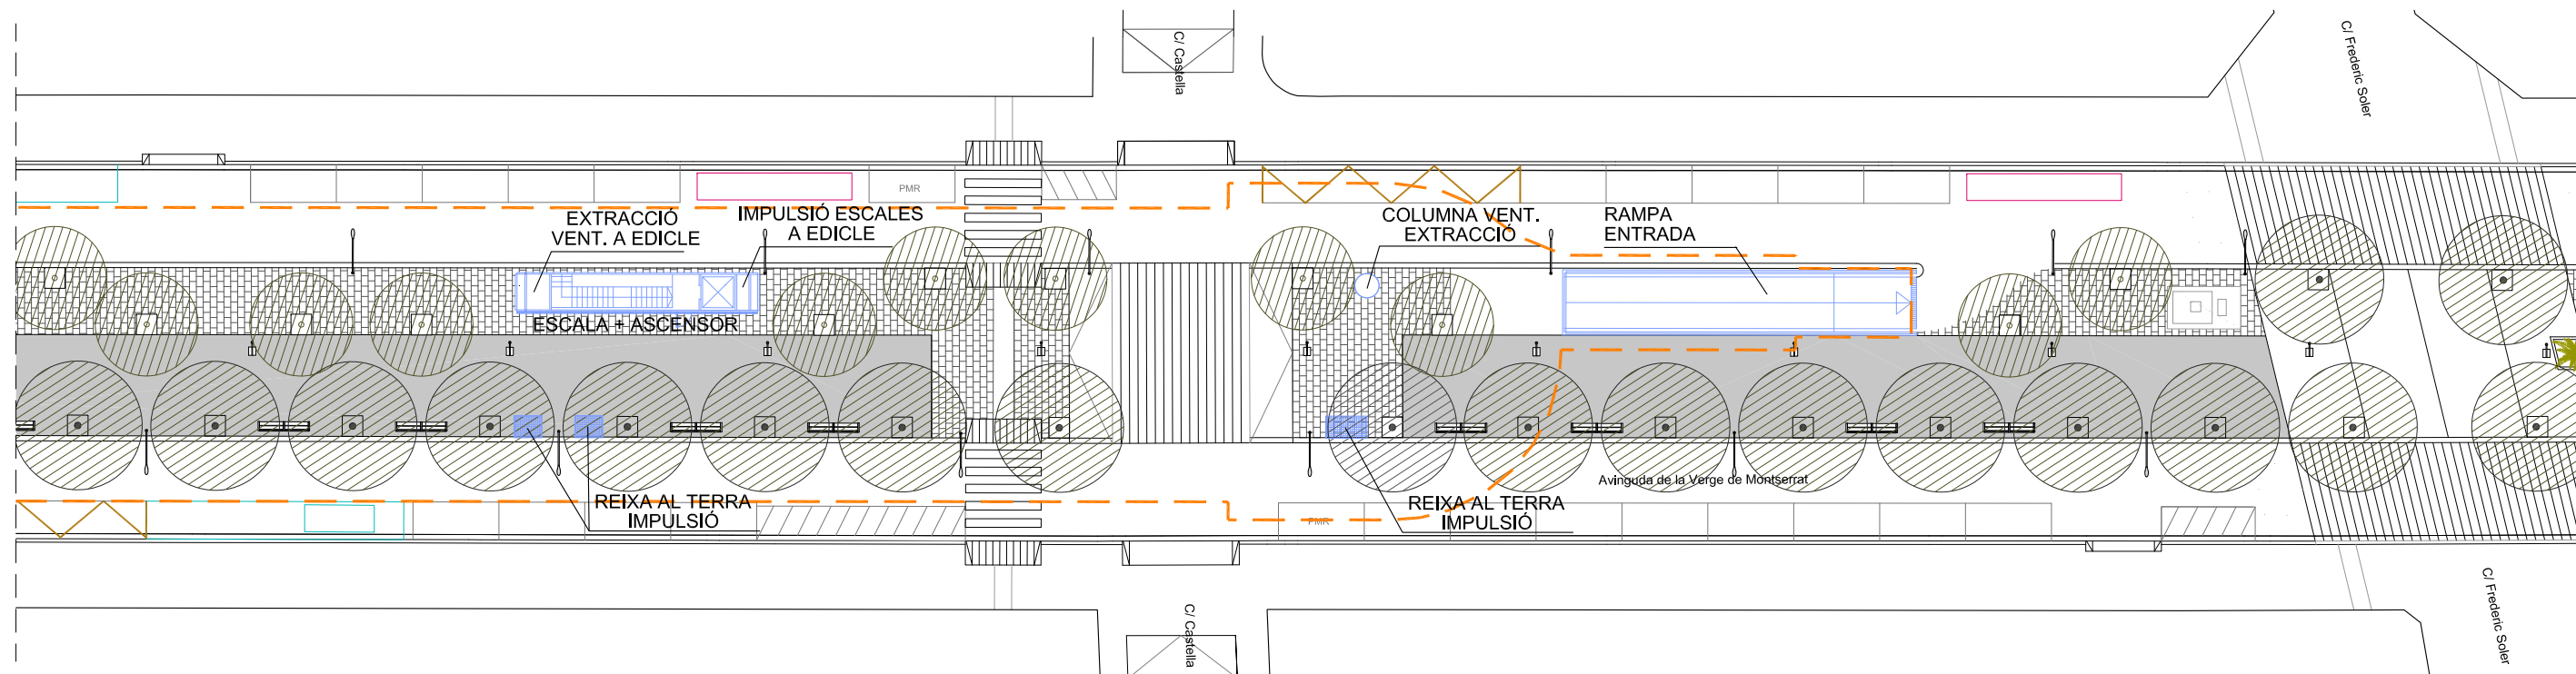 C/ Castella
C/ Frederic Soler
PMR
EXTRACCIÓ
VENT. A EDICLE
IMPULSIÓ ESCALES
A EDICLE
COLUMNA VENT.
EXTRACCIÓ
RAMPA
ENTRADA
ESCALA + ASCENSOR
Avinguda de la Verge de Montserrat
REIXA AL TERRA
IMPULSIÓ
REIXA AL TERRA
IMPULSIÓ
PMR
C/ Castella
C/ Frederic Soler